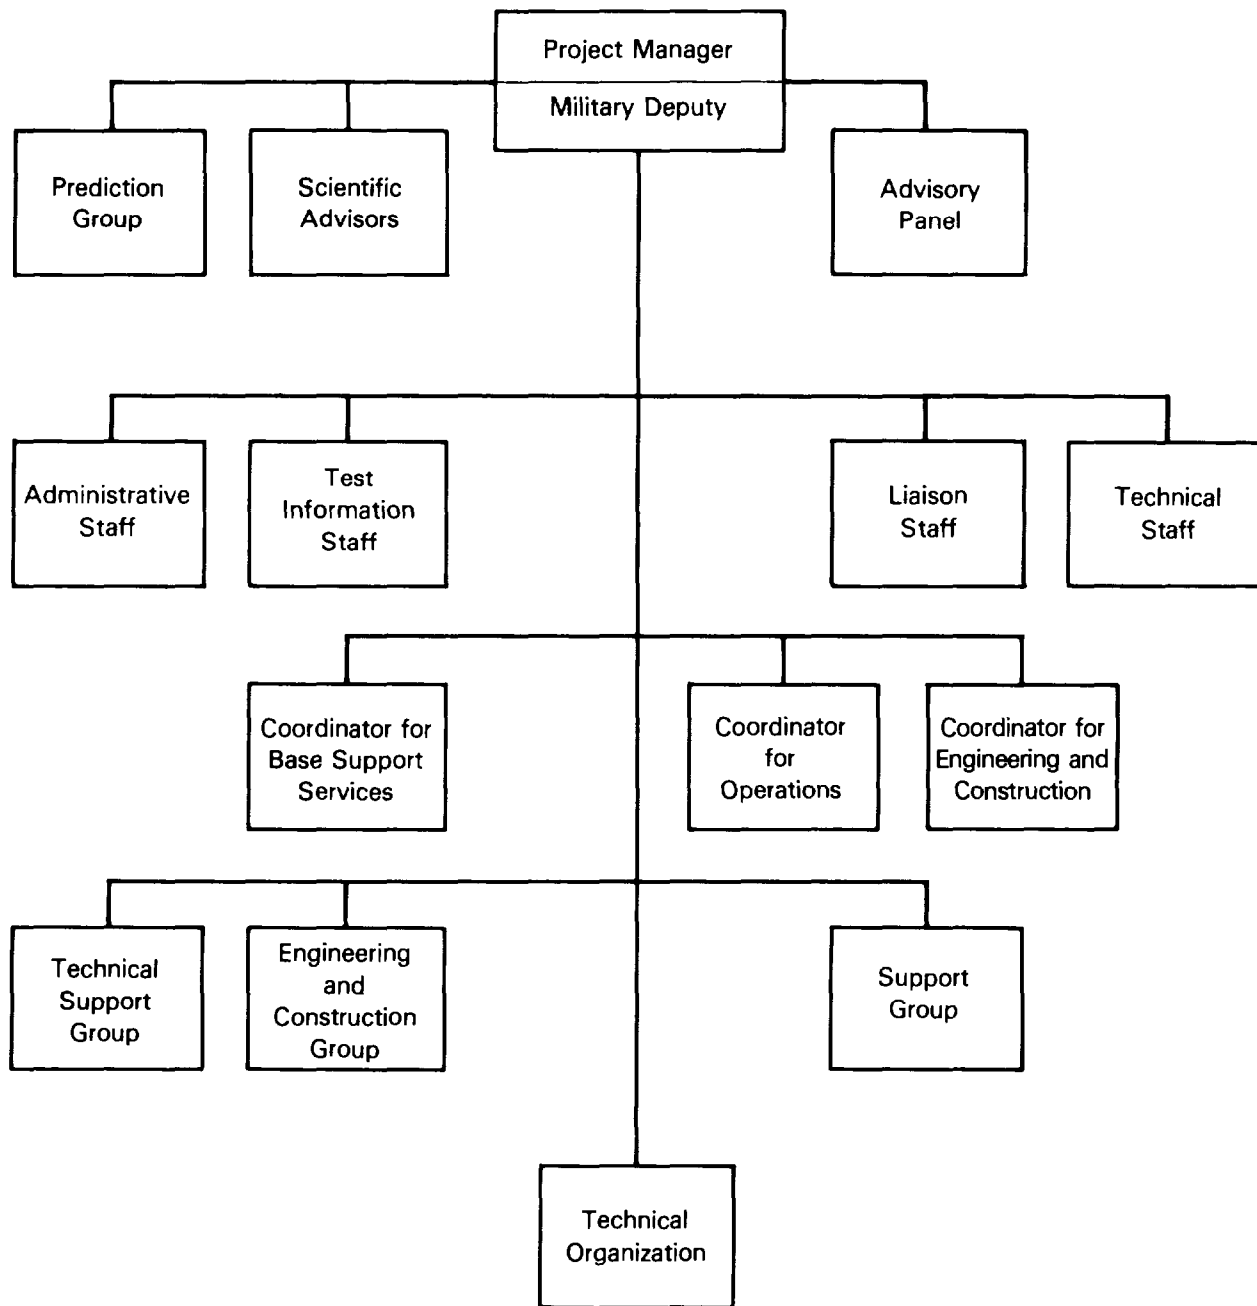 Project Manager
Military Deputy
Prediction
Group
Scientific
Advisors
Advisory
Panel
Administrative
Staff
Test
Information
Staff
Liaison
Staff
Technical
Staff
Coordinator for
Base Support
Services
Coordinator
for
Operations
Coordinator for
Engineering and
Construction
Technical
Support
Group
Engineering
and
Construction
Group
Support
Group
Technical
Organization